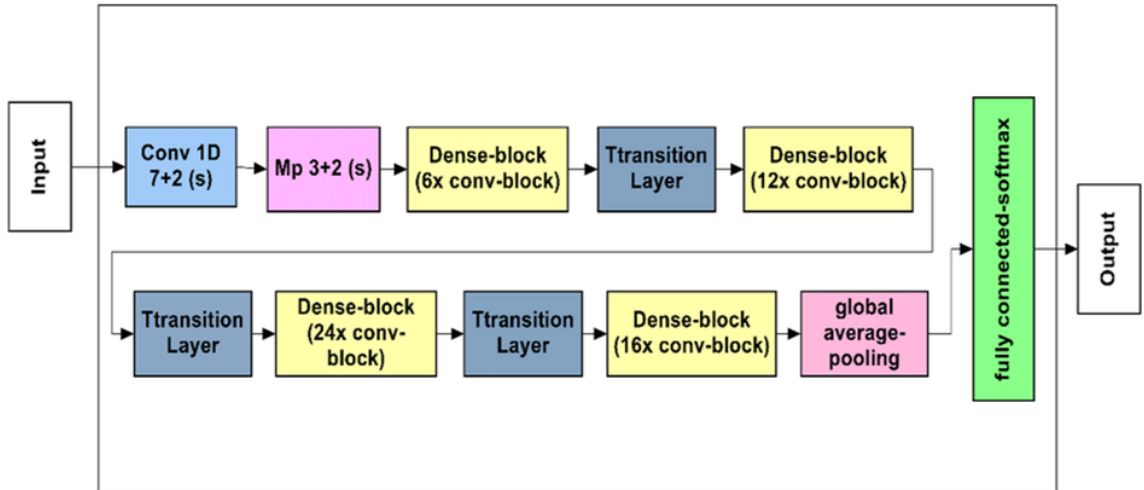 Input
Conv 1D
7+2 (s)
Mp 3+2 (s)
Dense-block
(6x conv-block)
Ttransition
Layer
Dense-block
(12x conv-block)
Ttransition
Layer
Dense-block
(24x conv-
block)
Ttransition
Layer
Dense-block
(16x conv-block)
global
average-
pooling
fully connected-softmax
Output